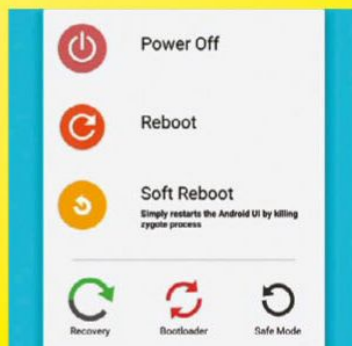 Power Off
Reboot
Soft Reboot
Simply restarts the Android UI by killing
zygote process
Recovery
Bootloader
Safe Mode